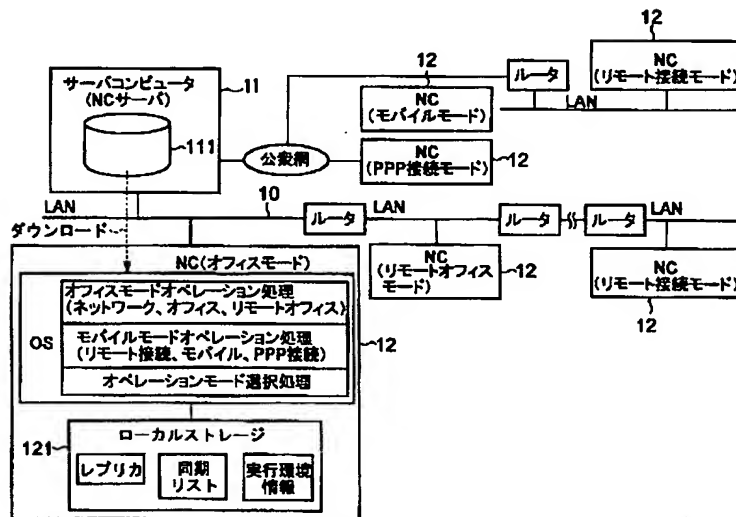 12
12
サーバコンピュータ
(NCサーバ)
11
ルータ
NC
(リモート接続モード)
NC
(モバイルモード)
LAN
111
公衆網
NC
(PPP接続モード)
12
LAN
10
ルータ
LAN
ルータ
ルータ
LAN
ダウンロード
NC(オフィスモード)
NC
(リモートオフィス
モード)
12
NC
(リモート接続モード)
12
OS
オフィスモードオペレーション処理
(ネットワーク、オフィス、リモートオフィス)
モバイルモードオペレーション処理
(リモート接続、モバイル、PPP接続)
オペレーションモード選択処理
12
121
ローカルストレージ
レプリカ
同期
リスト
実行環境
情報